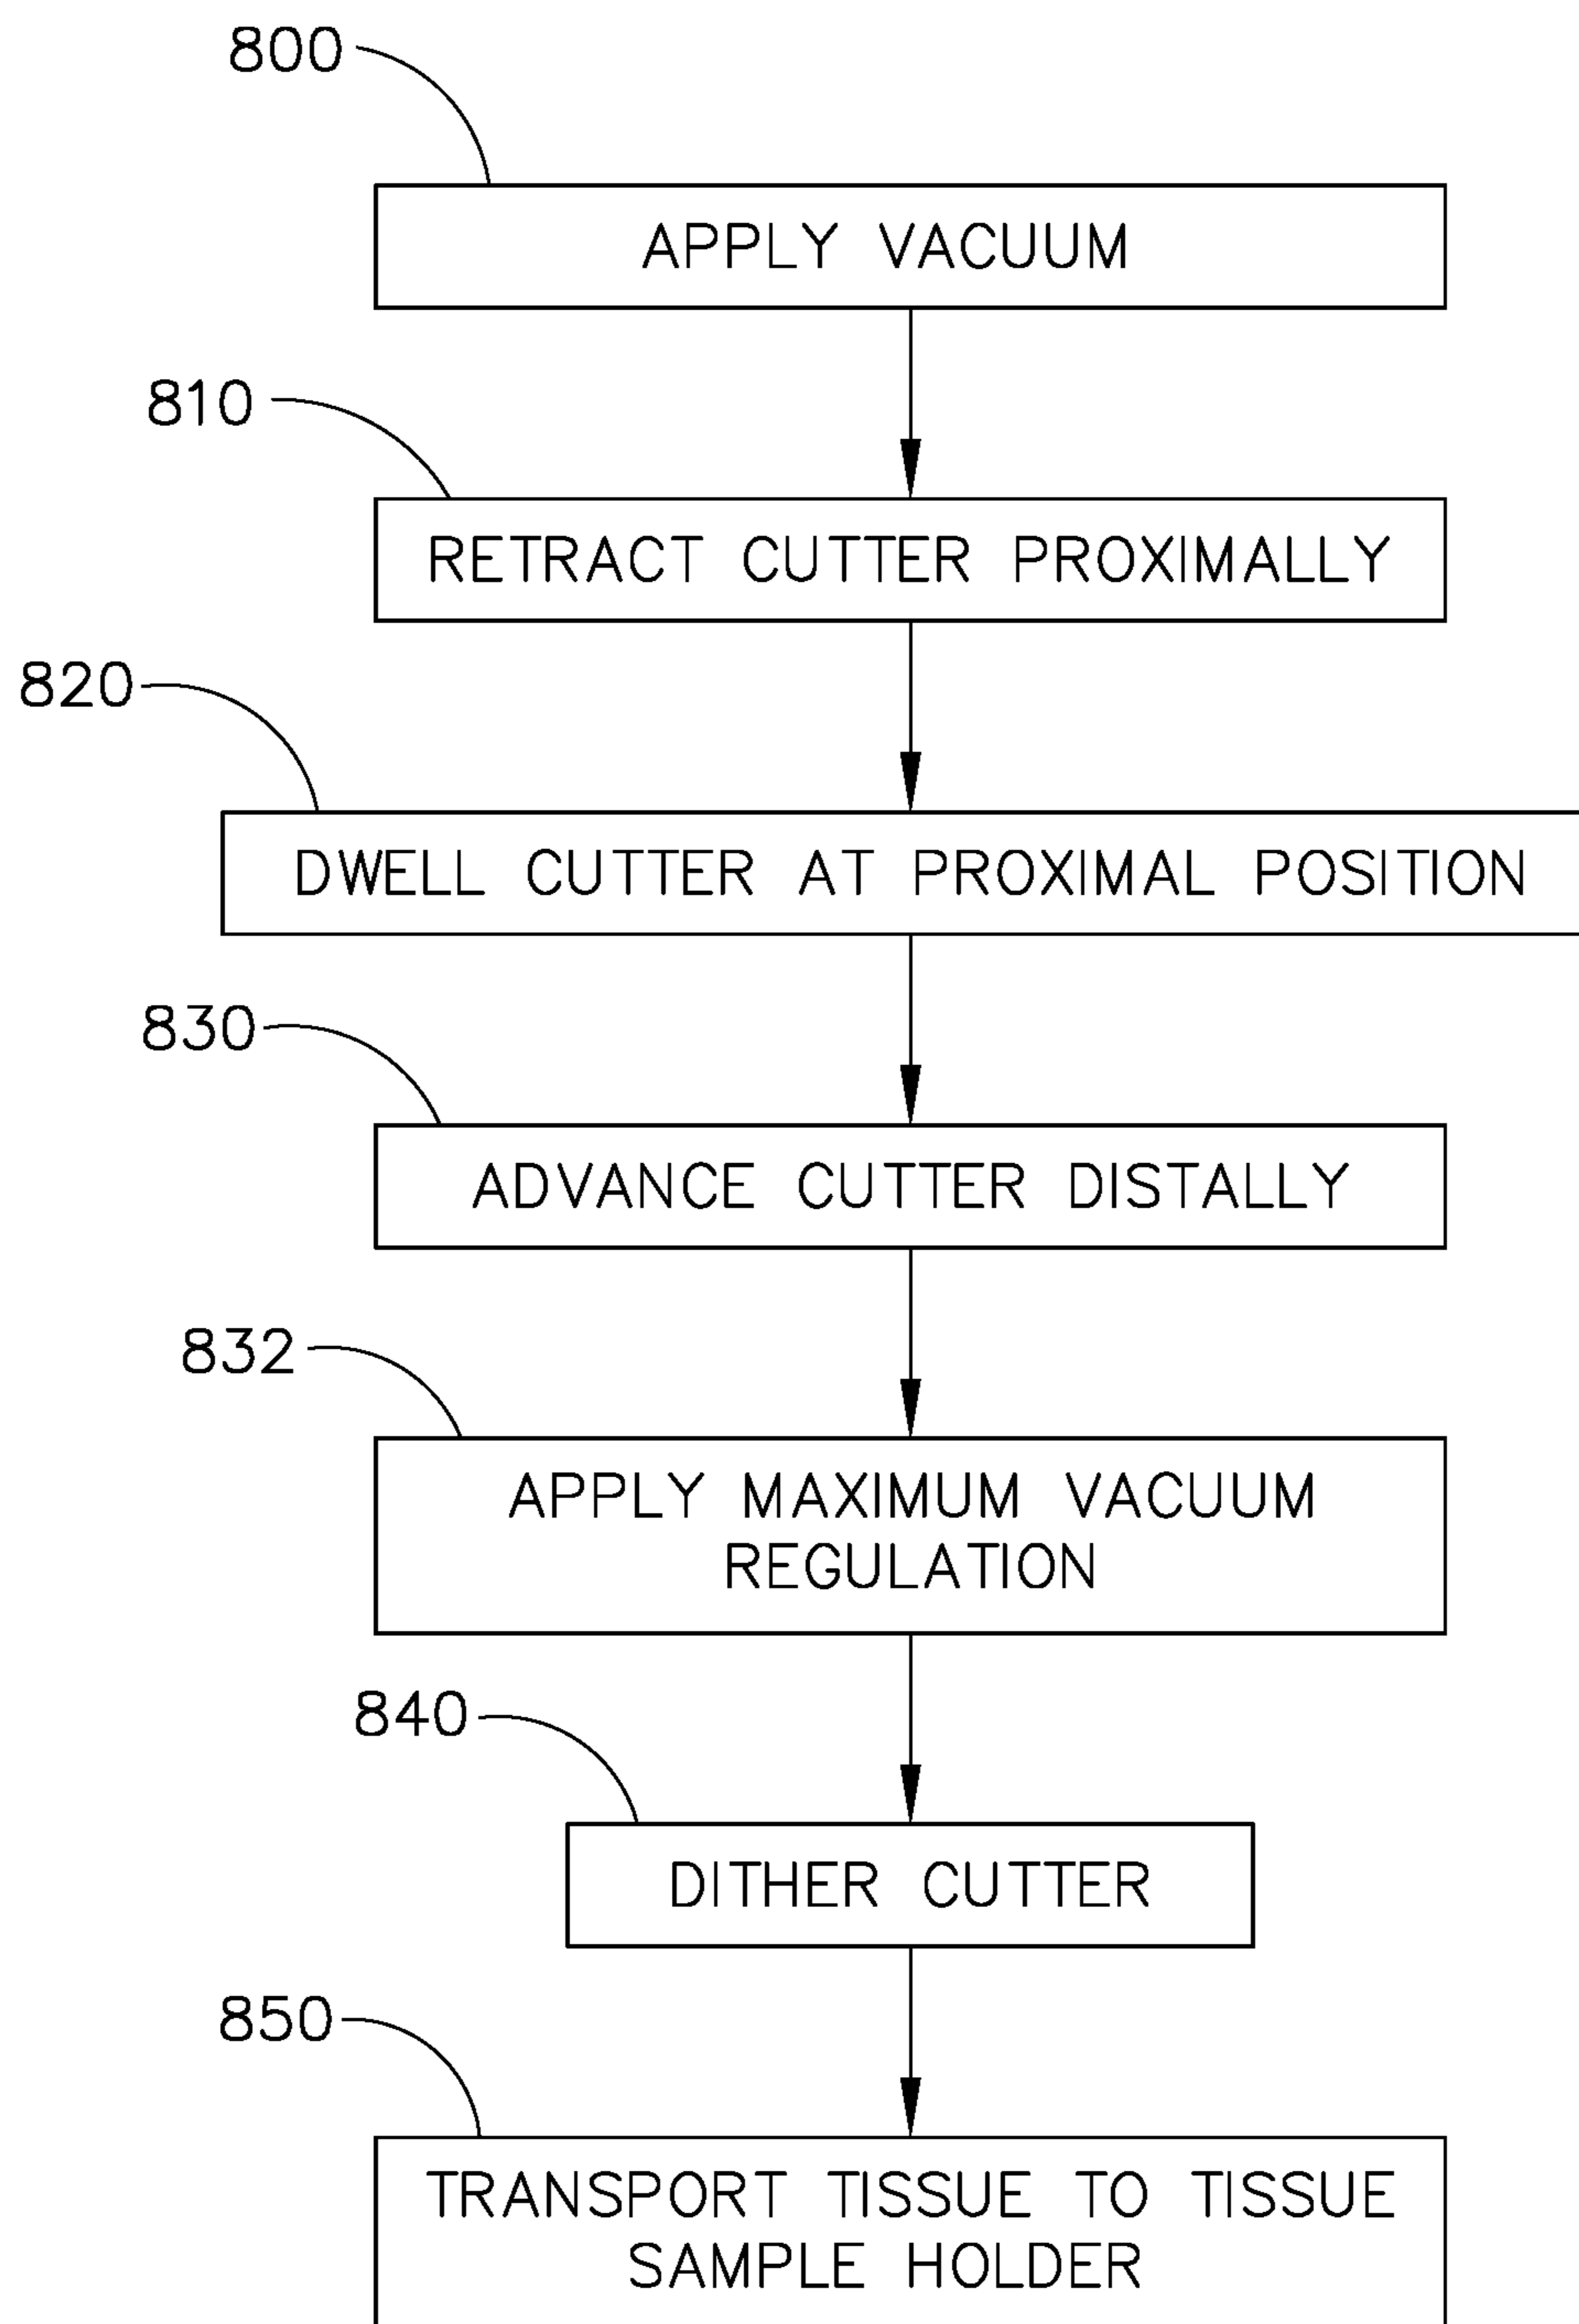 800
APPLY VACUUM
810
RETRACT CUTTER PROXIMALLY
820
DWELL CUTTER AT PROXIMAL POSITION
830
ADVANCE CUTTER DISTALLY
832
APPLY MAXIMUM VACUUM
REGULATION
840
DITHER CUTTER
850
TRANSPORT TISSUE TO TISSUE
SAMPLE HOLDER